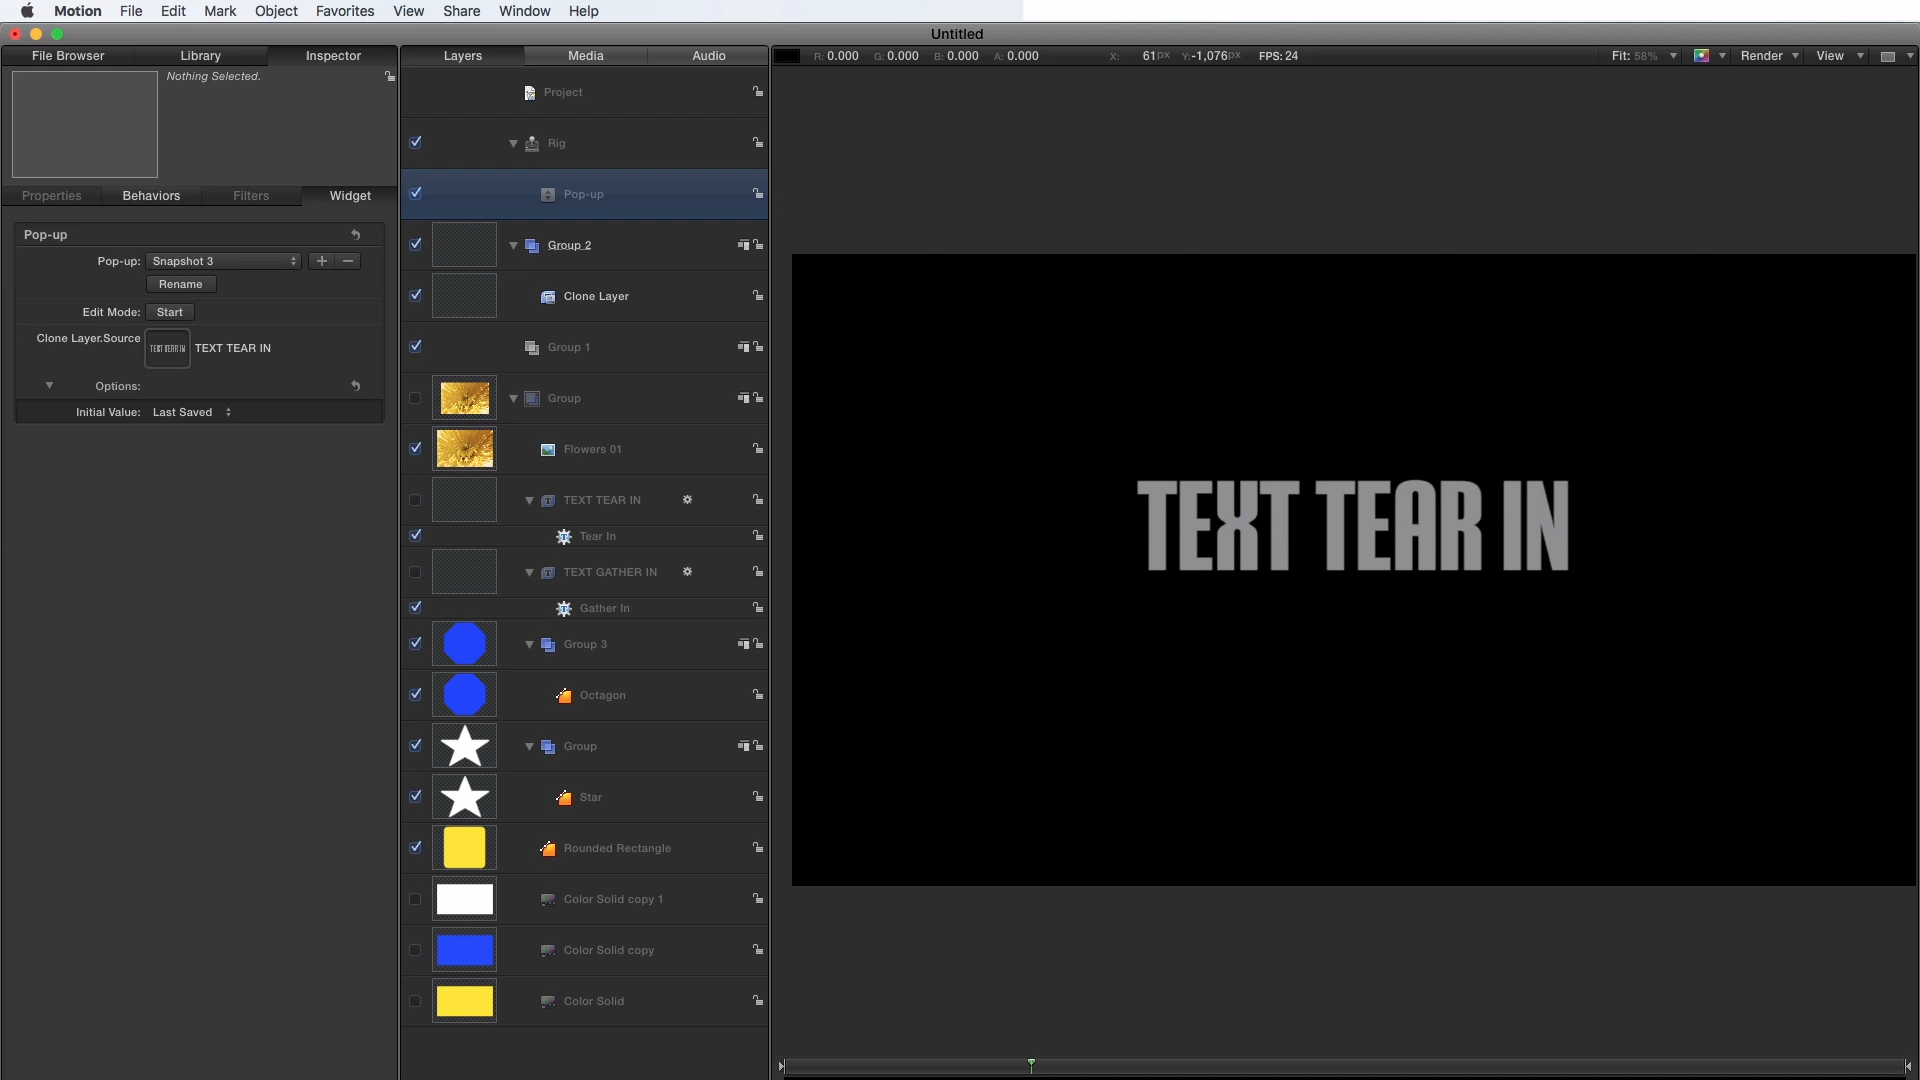 Motion File Edit Mark Object Favorites View Share Window Help
Untitled
File Browser Library Inspector
Layers Media Audio
R: 0.000 G: 0.000 B: 0.000 A: 0.000 X: 61px Y:-1,076px FPS: 24
Fit: 58% Render View
Nothing Selected.
Properties Behaviors Filters Widget
Pop-up
Pop-up: Snapshot 3 + −
Rename
Edit Mode: Start
Clone Layer.Source TEXT TEAR IN TEXT TEAR IN
Options:
Initial Value: Last Saved
Project
Rig
Pop-up
Group 2
Clone Layer
Group 1
Group
Flowers 01
TEXT TEAR IN
Tear In
TEXT GATHER IN
Gather In
Group 3
Octagon
Group
Star
Rounded Rectangle
Color Solid copy 1
Color Solid copy
Color Solid
TEXT TEAR IN